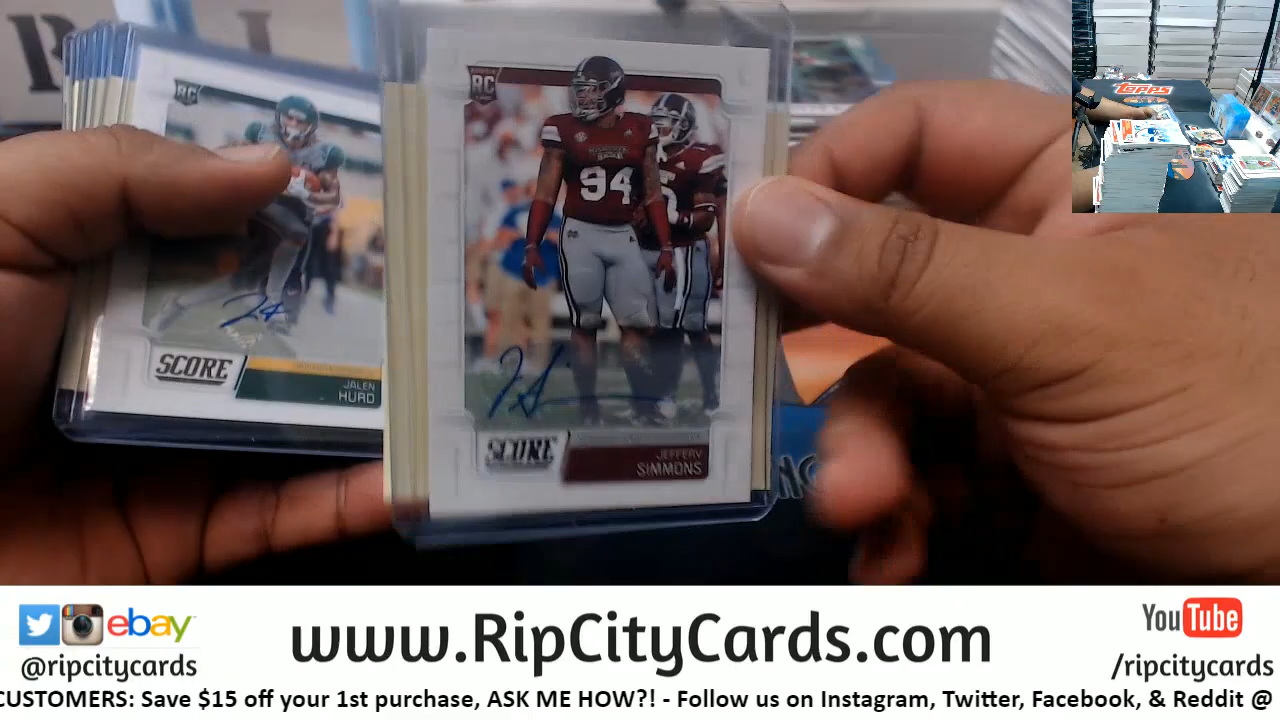 RC
SCORE
JALEN
HURD
RC
94
SCORE
JEFFERY
SIMMONS
Topps
ebay
@ripcitycards
www.RipCityCards.com
YouTube
/ripcitycards
CUSTOMERS: Save $15 off your 1st purchase, ASK ME HOW?! - Follow us on Instagram, Twitter, Facebook, & Reddit @